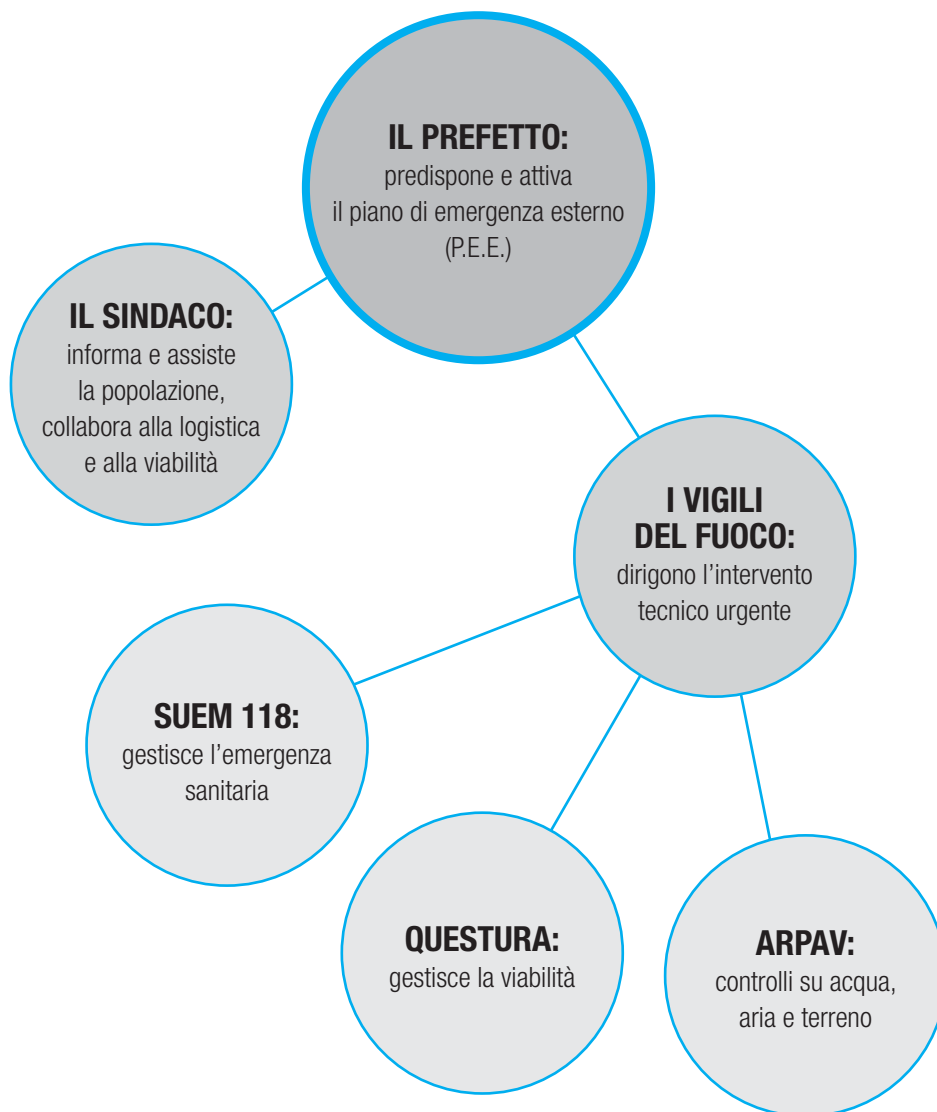 IL PREFETTO:
predispone e attiva
il piano di emergenza esterno
(P.E.E.)
IL SINDACO:
informa e assiste
la popolazione,
collabora alla logistica
e alla viabilità
I VIGILI
DEL FUOCO:
dirigono l’intervento
tecnico urgente
SUEM 118:
gestisce l’emergenza
sanitaria
QUESTURA:
gestisce la viabilità
ARPAV:
controlli su acqua,
aria e terreno